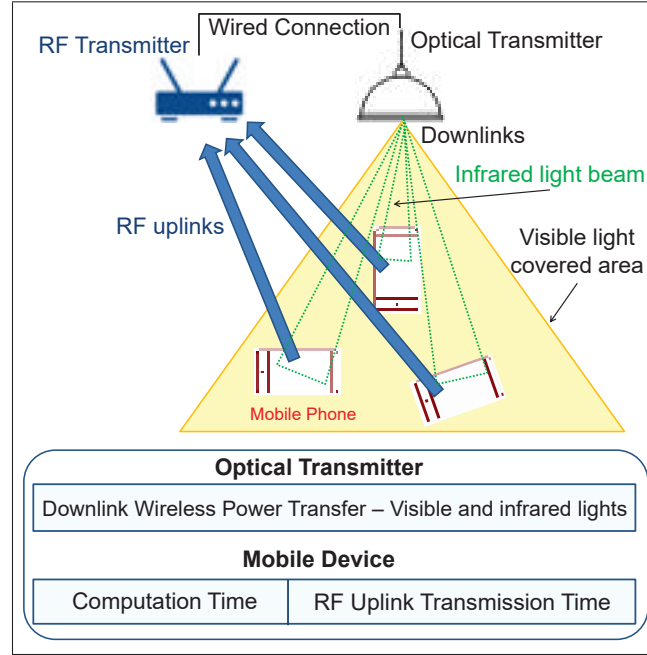 Wired Connection
RF Transmitter
Optical Transmitter
Downlinks
Infrared light beam
RF uplinks
Visible light
covered area
Mobile Phone
Optical Transmitter
Downlink Wireless Power Transfer – Visible and infrared lights
Mobile Device
Computation Time
RF Uplink Transmission Time